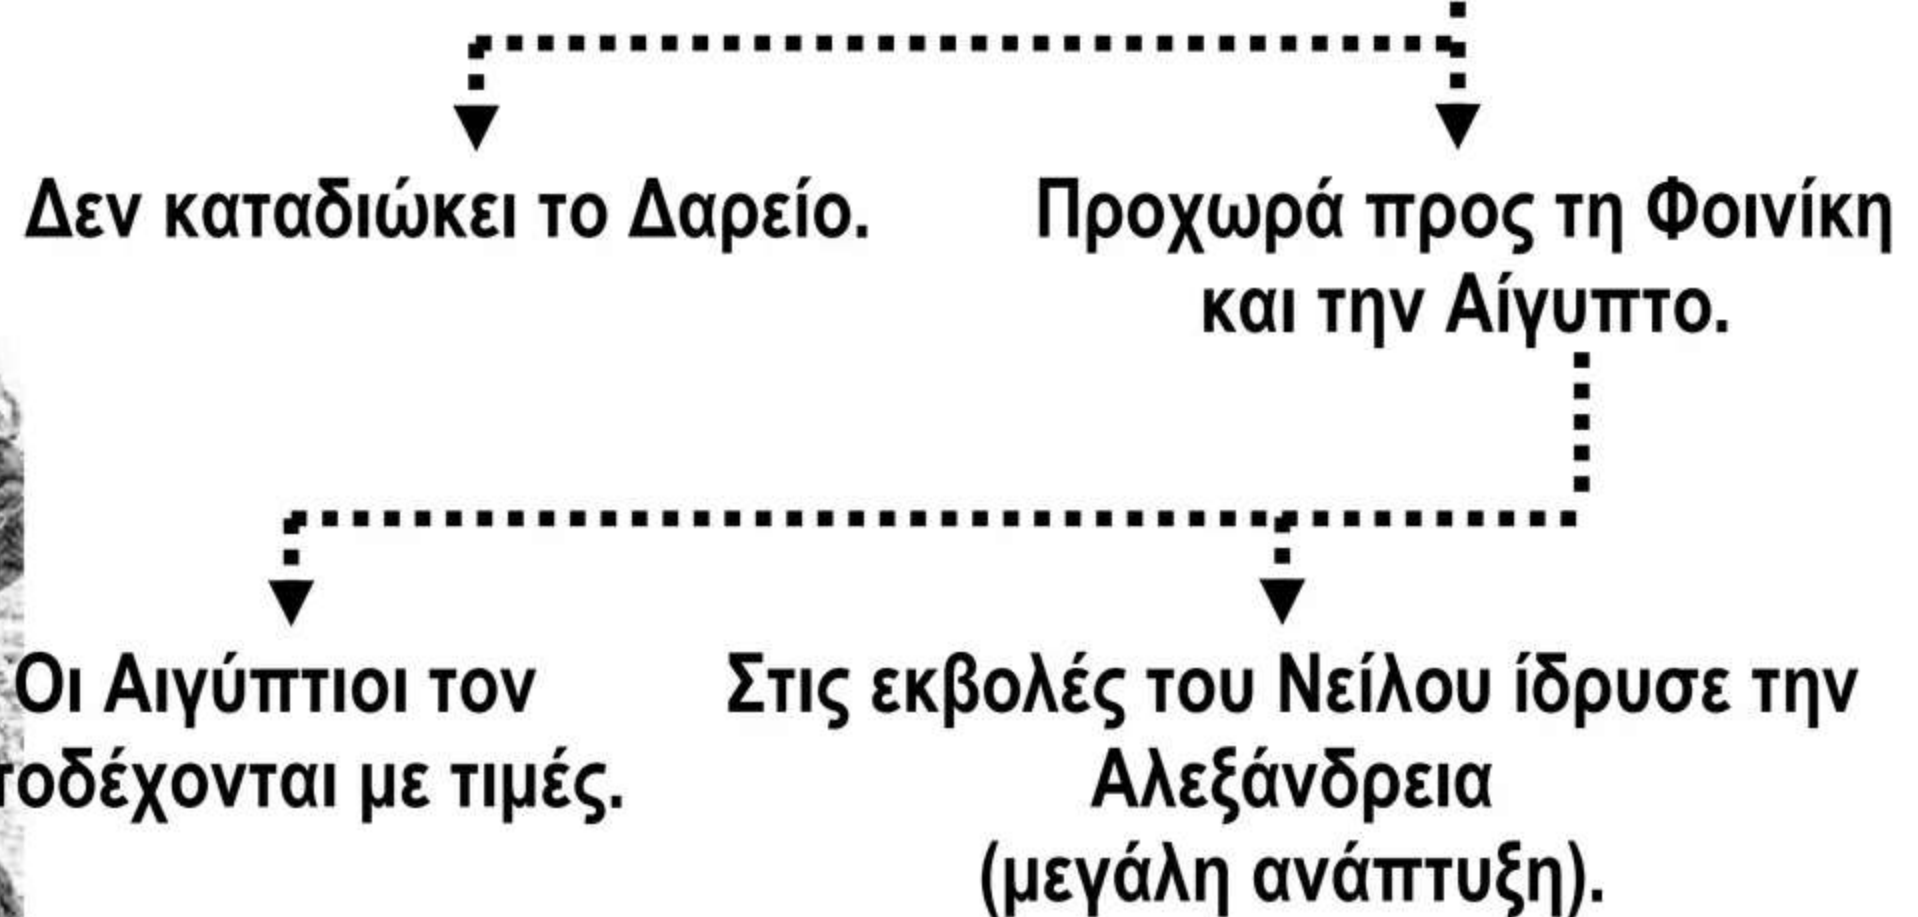 Δεν καταδιώκει το Δαρείο.
Προχωρά προς τη Φοινίκη
και την Αίγυπτο.
Οι Αιγύπτιοι τον
με τιμές.
Στις εκβολές του Νείλου ίδρυσε την
Αλεξάνδρεια
(μεγάλη ανάπτυξη).